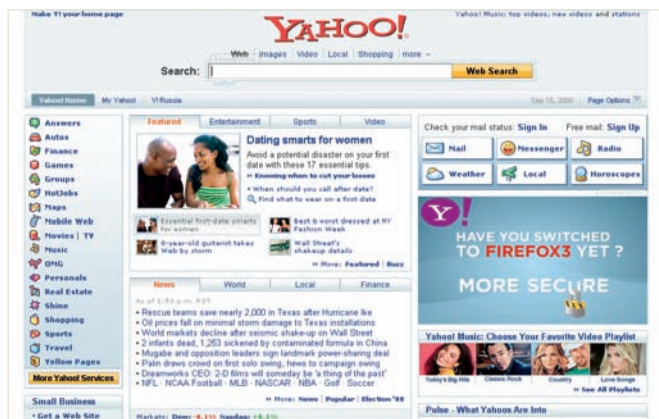 Make Y! your home page
YAHOO!
Yahoo! Music: top videos, new videos and stations
Web Images Video Local Shopping more
Search: Web Search
Yahoo! Home My Yahoo! Y! Russia
Sep 15, 2008 Page Options
Answers
Autos
Finance
Games
Groups
HotJobs
Maps
Mobile Web
Movies | TV
Music
OMG
Personals
Real Estate
Shine
Shopping
Sports
Travel
Yellow Pages
More Yahoo! Services
Small Business
• Get a Web Site
Featured Entertainment Sports Video
Dating smarts for women
Avoid a potential disaster on your first
date with these 17 essential tips.
» Knowing when to cut your losses
• When should you call after date?
Find what to wear on a first date
Essential first-date smarts
for women
Best & worst dressed at NY
Fashion Week
9-year-old guitarist takes
Web by storm
Wall Street's
shakeup details
» More: Featured | Buzz
News World Local Finance
As of 1:53 p.m.
• Rescue teams save nearly 2,000 in Texas after Hurricane Ike
• Oil prices fall on minimal storm damage to Texas installations
• World markets decline after seismic shake-up on Wall Street
• 2 infants dead, 1,253 sickened by contaminated formula in China
• Mugabe and opposition leaders sign landmark power-sharing deal
• Palin draws crowd on first solo swing, hews to campaign swing
• Dreamworks CEO: 2-D films will someday be 'a thing of the past'
• NFL · NCAA Football · MLB · NASCAR · NBA · Golf · Soccer
» More: News | Popular | Election '08
Markets: Dow: Nasdaq:
Check your mail status: Sign In Free mail: Sign Up
Mail Messenger Radio
Weather Local Horoscopes
Y!
HAVE YOU SWITCHED
TO FIREFOX3 YET ?
MORE SECURE
Yahoo! Music: Choose Your Favorite Video Playlist
Today's Big Hits Classic Rock Country Love Songs
» See All Playlists
Pulse - What Yahoos Are Into